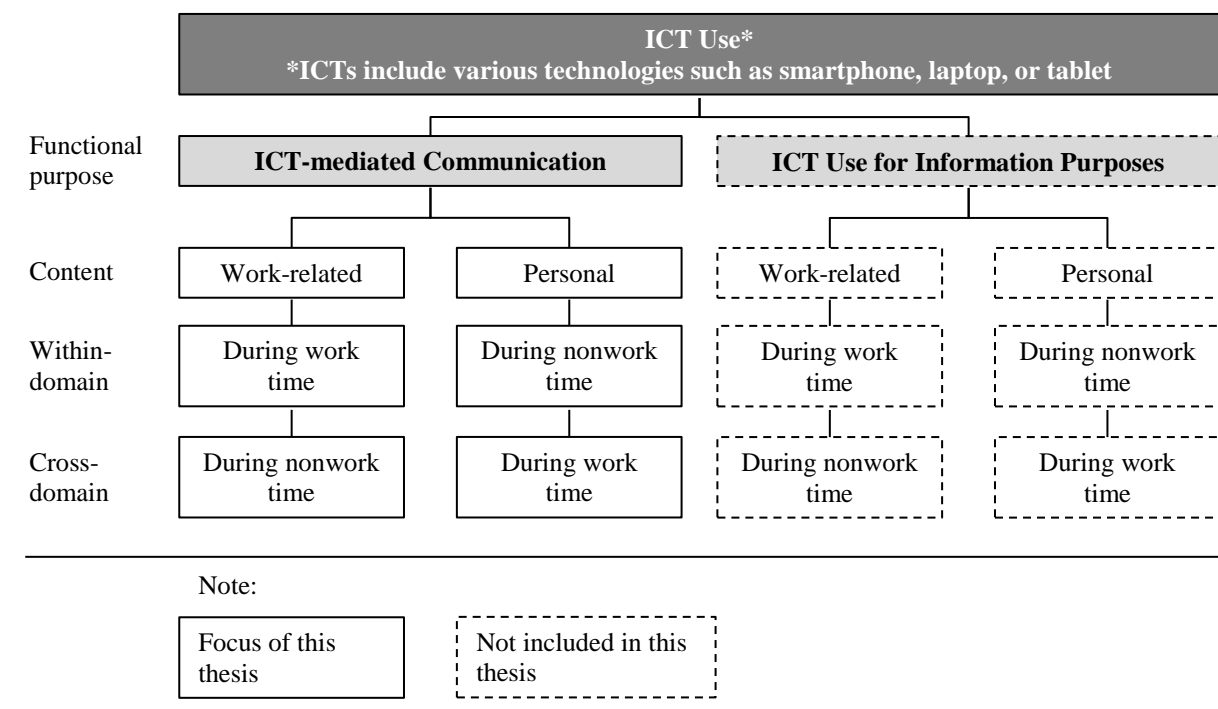 ICT Use*
*ICTs include various technologies such as smartphone, laptop, or tablet
Functional
purpose
ICT-mediated Communication
ICT Use for Information Purposes
Content
Work-related
Personal
Work-related
Personal
Within-
domain
During work
time
During nonwork
time
During work
time
During nonwork
time
Cross-
domain
During nonwork
time
During work
time
During nonwork
time
During work
time
Note:
Focus of this
thesis
Not included in this
thesis